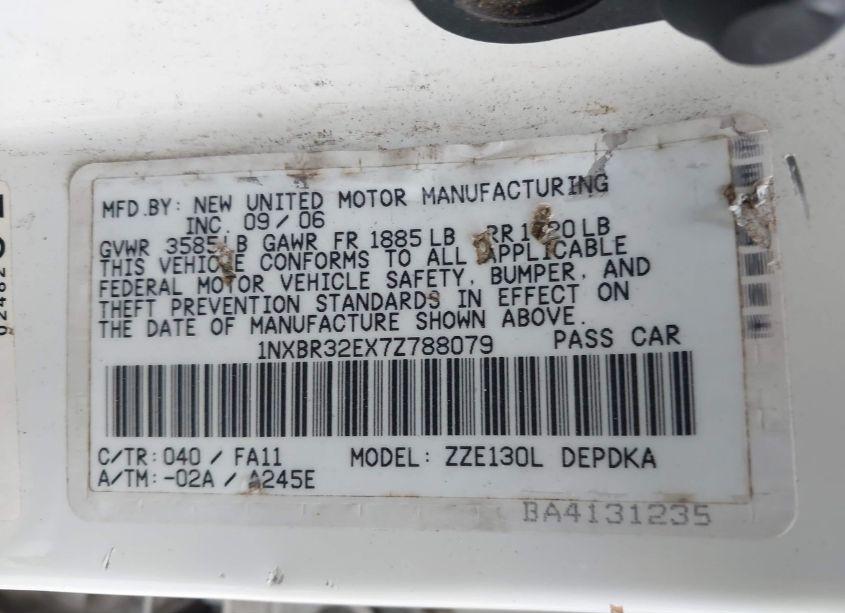 MFD.BY: NEW UNITED MOTOR MANUFACTURING
INC. 09/06
GVWR 3585LB GAWR FR 1885 LB RR LB
THIS VEHICLE CONFORMS TO ALL APPLICABLE
FEDERAL MOTOR VEHICLE SAFETY, BUMPER, AND
THEFT PREVENTION STANDARDS IN EFFECT ON
THE DATE OF MANUFACTURE SHOWN ABOVE.
1NXBR32EX7Z788079 PASS CAR
C/TR: 040 / FA11 MODEL: ZZE130L DEPDKA
A/TM: -02A / A245E
BA4131235